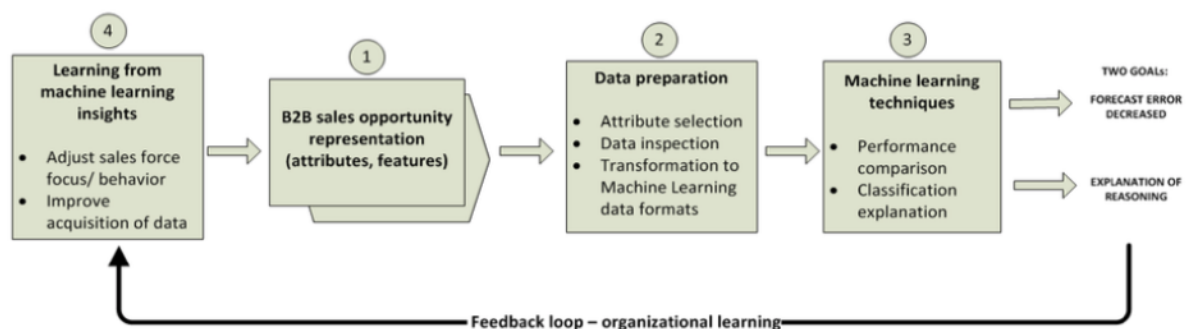 4
Learning from
machine learning
insights
• Adjust sales force
focus/ behavior
• Improve
acquisition of data
1
B2B sales opportunity
representation
(attributes, features)
2
Data preparation
• Attribute selection
• Data inspection
• Transformation to
Machine Learning
data formats
3
Machine learning
techniques
• Performance
comparison
• Classification
explanation
TWO GOALS:
FORECAST ERROR
DECREASED
EXPLANATION OF
REASONING
Feedback loop – organizational learning